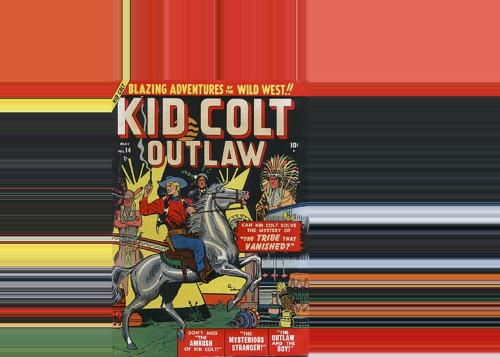 KID COLT
BLAZING ADVENTURES OF THE WILD WEST!!
KID COLT
OUTLAW
MAY
NO. 14
10¢
CAN KID COLT SOLVE
THE MYSTERY OF
"THE TRIBE THAT
VANISHED?"
DON'T MISS
"THE
AMBUSH
OF KID COLT!"
"THE
MYSTERIOUS
STRANGER!"
"THE
OUTLAW
AND THE
BOY!"